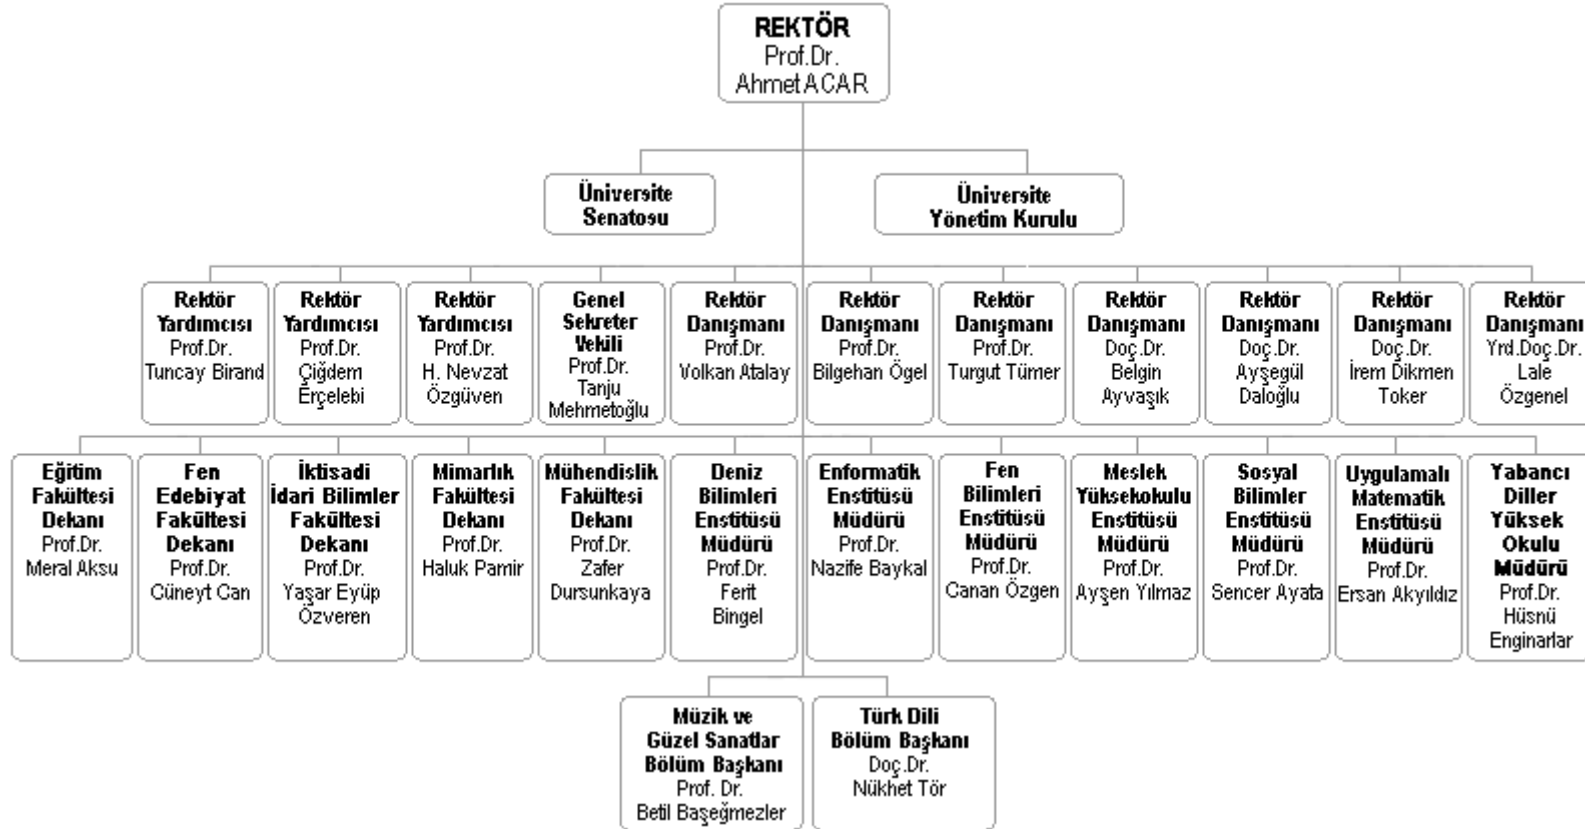 REKTÖR
Prof.Dr.
Ahmet ACAR
Üniversite
Senatosu
Üniversite
Yönetim Kurulu
Rektör
Yardımcısı
Prof.Dr.
Tuncay Birand
Rektör
Yardımcısı
Prof.Dr.
Çiğdem
Erçelebi
Rektör
Yardımcısı
Prof.Dr.
H. Nevzat
Özgüven
Genel
Sekreter
Vekili
Prof.Dr.
Tanju
Mehmetoğlu
Rektör
Danışmanı
Prof.Dr.
Volkan Atalay
Rektör
Danışmanı
Prof.Dr.
Bilgehan Ögel
Rektör
Danışmanı
Prof.Dr.
Turgut Tümer
Rektör
Danışmanı
Doç.Dr.
Belgin
Ayvaşık
Rektör
Danışmanı
Doç.Dr.
Ayşegül
Daloğlu
Rektör
Danışmanı
Doç.Dr.
İrem Dikmen
Toker
Rektör
Danışmanı
Yrd.Doç.Dr.
Lale
Özgenel
Eğitim
Fakültesi
Dekanı
Prof.Dr.
Meral Aksu
Fen
Edebiyat
Fakültesi
Dekanı
Prof.Dr.
Cüneyt Can
İktisadi
İdari Bilimler
Fakültesi
Dekanı
Prof.Dr.
Yaşar Eyüp
Özveren
Mimarlık
Fakültesi
Dekanı
Prof.Dr.
Haluk Pamir
Mühendislik
Fakültesi
Dekanı
Prof.Dr.
Zafer
Dursunkaya
Deniz
Bilimleri
Enstitüsü
Müdürü
Prof.Dr.
Ferit
Bingel
Enformatik
Enstitüsü
Müdürü
Prof.Dr.
Nazife Baykal
Fen
Bilimleri
Enstitüsü
Müdürü
Prof.Dr.
Canan Özgen
Meslek
Yüksekokulu
Enstitüsü
Müdürü
Prof.Dr.
Ayşen Yılmaz
Sosyal
Bilimler
Enstitüsü
Müdürü
Prof.Dr.
Sencer Ayata
Uygulamalı
Matematik
Enstitüsü
Müdürü
Prof.Dr.
Ersan Akyıldız
Yabancı
Diller
Yüksek
Okulu
Müdürü
Prof.Dr.
Hüsnü
Enginarlar
Müzik ve
Güzel Sanatlar
Bölüm Başkanı
Prof. Dr.
Betil Başeğmezler
Türk Dili
Bölüm Başkanı
Doç.Dr.
Nükhet Tör